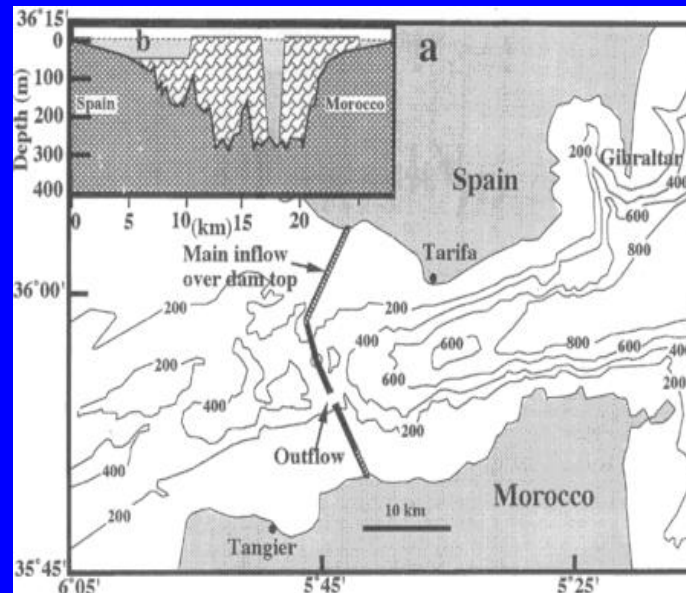 36°15'
b
a
0
100
200
300
400
Depth (m)
Spain
Morocco
0 5 10 20
(km)
Main inflow
over dam top
Spain
Gibraltar
200
400
600
800
Tarifa
36°00'
200
200
400
600
800
600
400
200
200
400
600
200
400
200
Outflow
400
200
10 km
Morocco
Tangier
35°45
6°05' 5°45' 5°25'